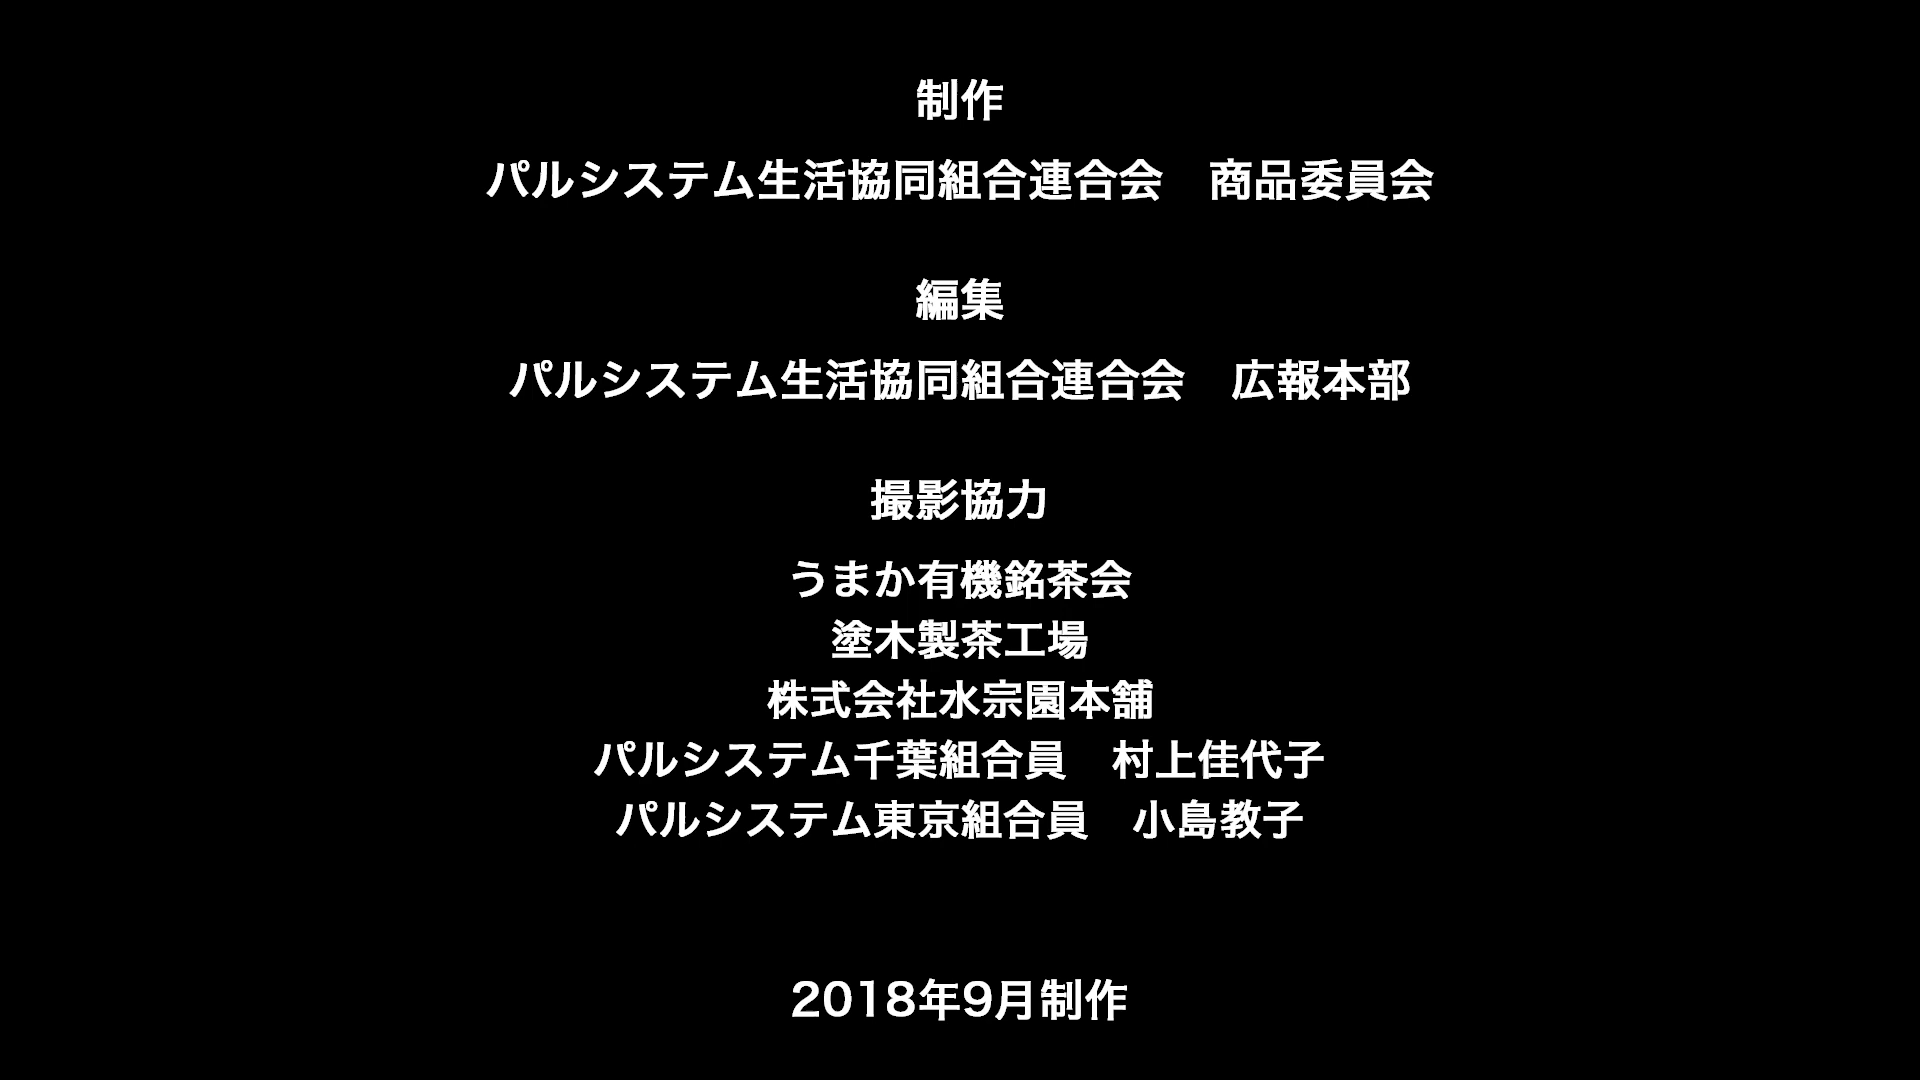 制作
パルシステム生活協同組合連合会　商品委員会
編集
パルシステム生活協同組合連合会　広報本部
撮影協力
うまか有機銘茶会
塗木製茶工場
株式会社水宗園本舗
パルシステム千葉組合員　村上佳代子
パルシステム東京組合員　小島教子
2018年9月制作